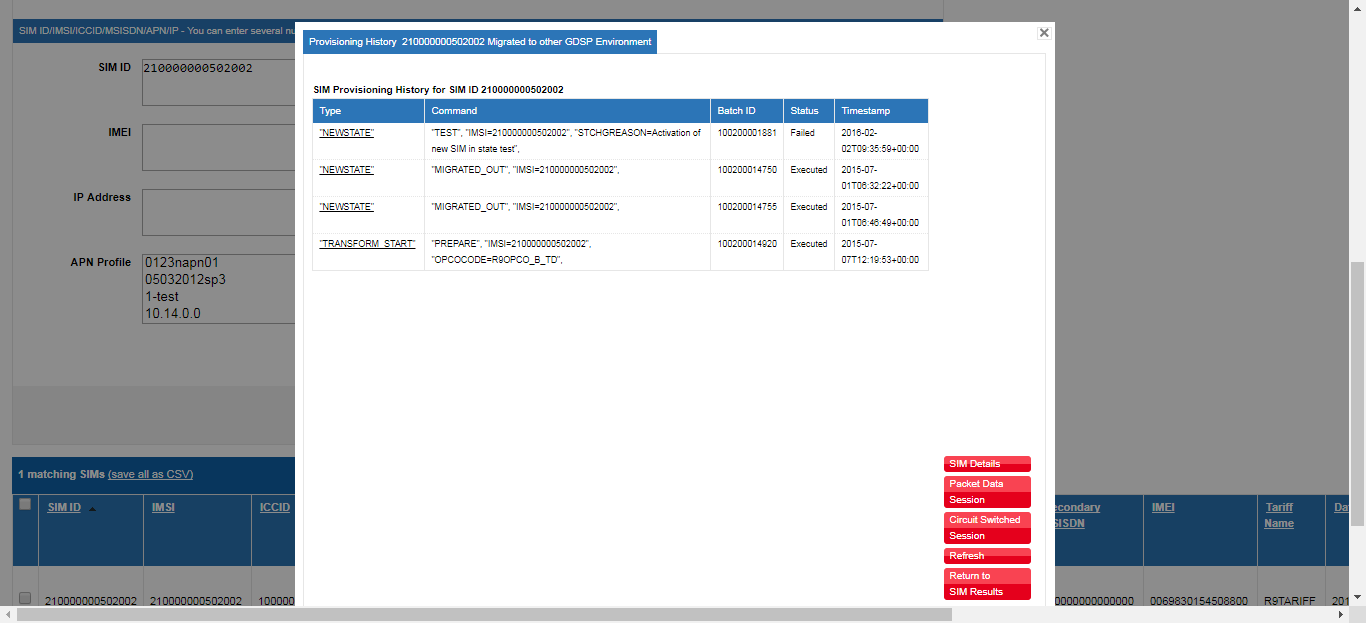 SIM ID/IMSI/ICCID/MSISDN/APN/IP - You can enter several nu
SIM ID
210000000502002
IMEI
IP Address
APN Profile
0123napn01
05032012sp3
1-test
10.14.0.0
1 matching SIMs (save all as CSV)
SIM ID
IMSI
ICCID
210000000502002
210000000502002
100000
Provisioning History 210000000502002 Migrated to other GDSP Environment
SIM Provisioning History for SIM ID 210000000502002
Type
Command
Batch ID
Status
Timestamp
"NEWSTATE"
"TEST", "IMSI=210000000502002", "STCHGREASON=Activation of
new SIM in state test",
100200001881
Failed
2016-02-
02T09:35:59+00:00
"NEWSTATE"
"MIGRATED_OUT", "IMSI=210000000502002",
100200014750
Executed
2015-07-
01T06:32:22+00:00
"NEWSTATE"
"MIGRATED_OUT", "IMSI=210000000502002",
100200014755
Executed
2015-07-
01T06:46:49+00:00
"TRANSFORM_START"
"PREPARE", "IMSI=210000000502002",
"OPCOCODE=R9OPCO_B_TD",
100200014920
Executed
2015-07-
07T12:19:53+00:00
SIM Details
Packet Data
Session
Circuit Switched
Session
Refresh
Return to
SIM Results
econdary
SISDN
IMEI
Tariff
Name
Da
0000000000000
0069830154508800
R9TARIFF
201